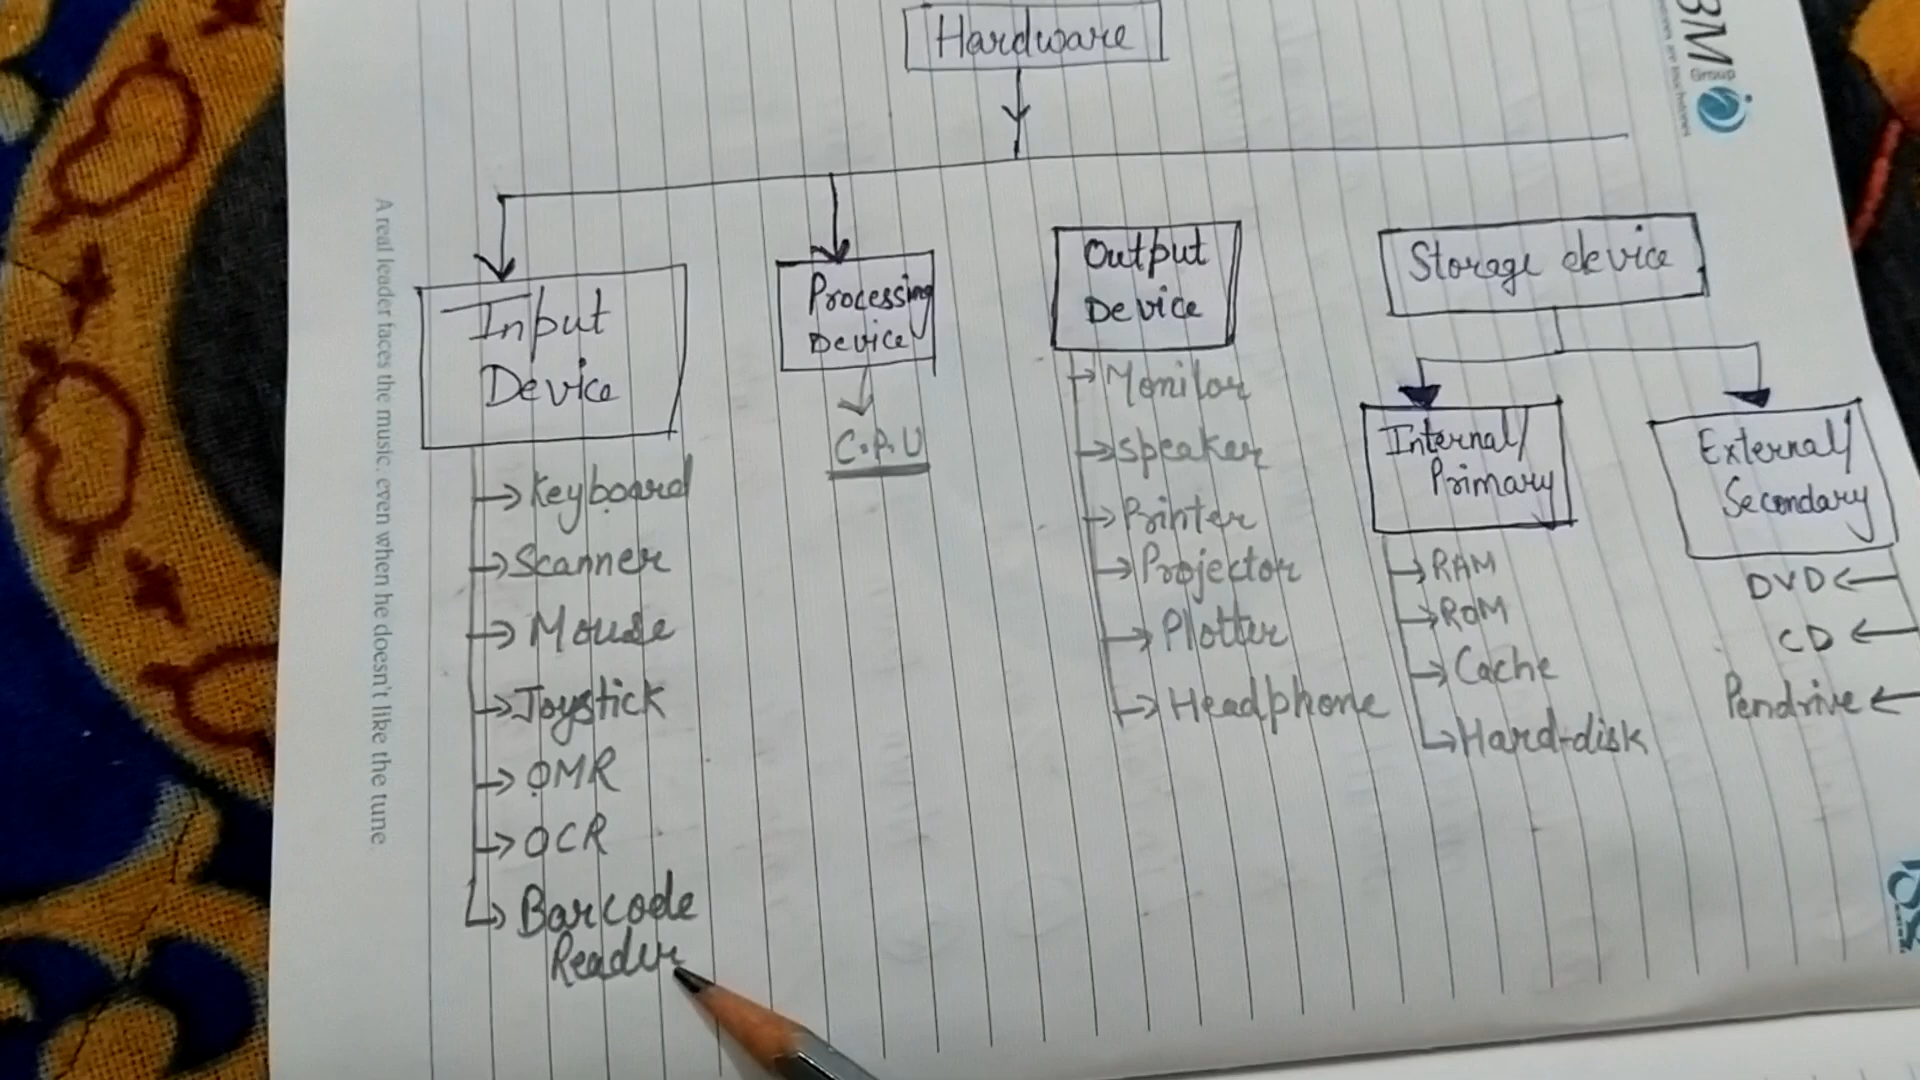 Hardware
Input
Device
Keyboard
Scanner
Mouse
Joystick
OMR
OCR
Barcode
Reader
Processing
Device
C.P.U
Output
Device
Monitor
Speaker
Printer
Projector
Plotter
Headphone
Storage device
Internal/
Primary
RAM
ROM
Cache
Hard-disk
External/
Secondary
DVD
CD
Pendrive
A real leader faces the music, even when he doesn't like the tune
Group